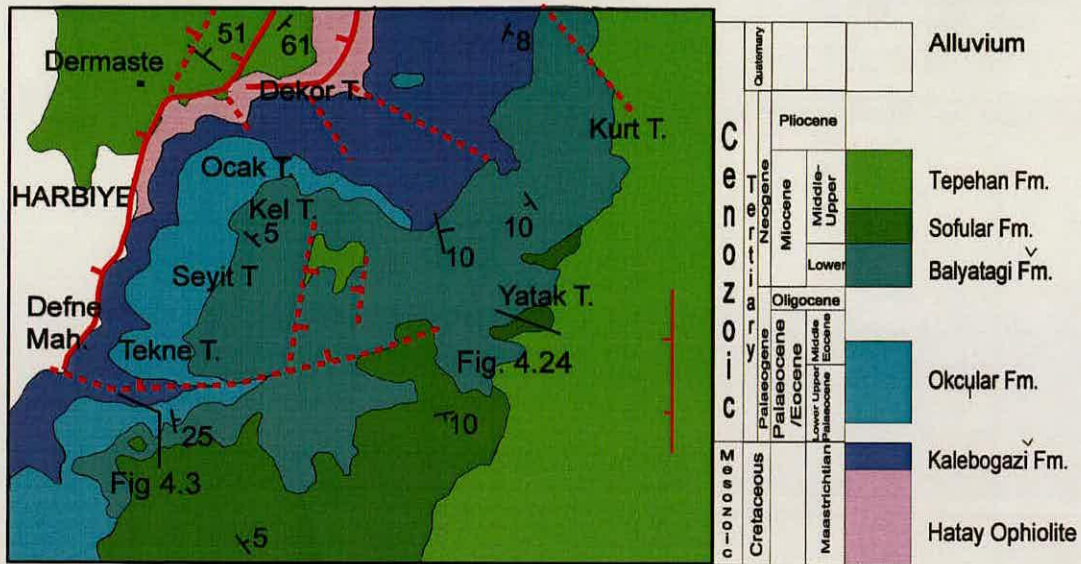 51
61
8
Dermaste
Dekor T.
Kurt T.
Ocak T.
HARBIYE
Kel T.
10
5
10
Seyit T
Yatak T.
Defne
Mah.
Tekne T.
Fig. 4.24
10
25
Fig 4.3
5
Cenozoic
Mesozoic
Quaternary
Tertiary
Cretaceous
Neogene
Palaeogene
Pliocene
Miocene
Middle-
Upper
Lower
Oligocene
Palaeocene
/Eocene
Middle
Eocene
Lower Upper
Palaeocene
Maastrichtian
Alluvium
Tepehan Fm.
Sofular Fm.
Balyatagi Fm.
Okçular Fm.
Kalebogazi Fm.
Hatay Ophiolite